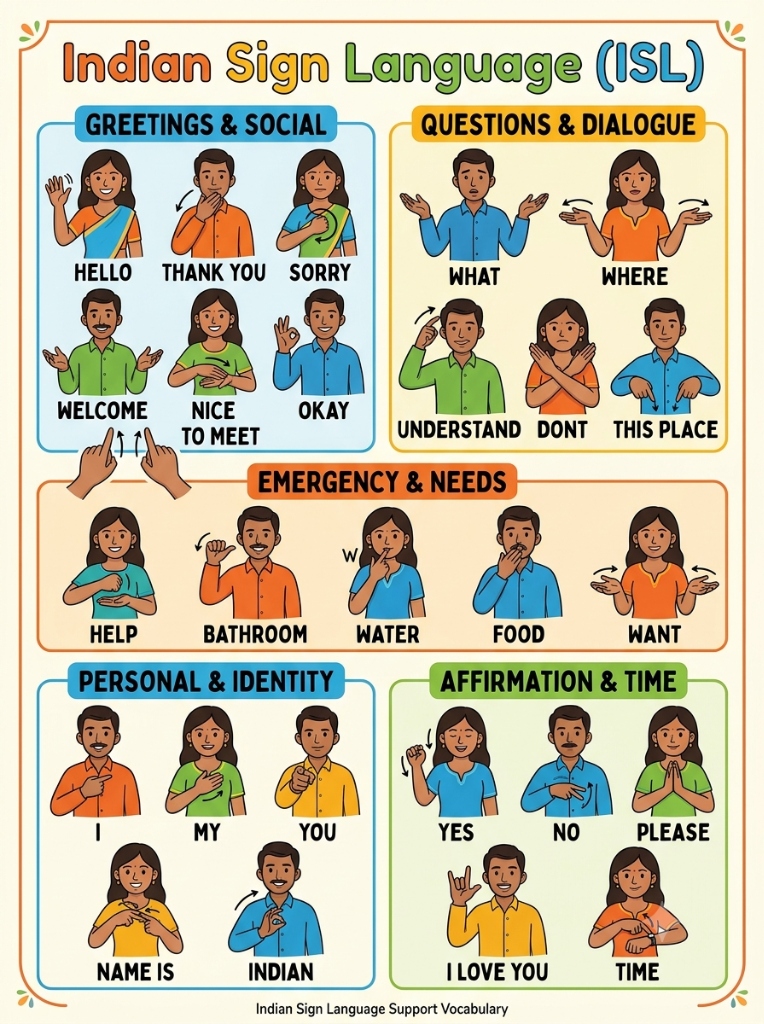 Indian Sign Language (ISL)
GREETINGS & SOCIAL
HELLO
THANK YOU
SORRY
WELCOME
NICE
TO MEET
OKAY
QUESTIONS & DIALOGUE
WHAT
WHERE
UNDERSTAND
DONT
THIS PLACE
EMERGENCY & NEEDS
HELP
BATHROOM
W
WATER
FOOD
WANT
PERSONAL & IDENTITY
I
MY
YOU
NAME IS
INDIAN
AFFIRMATION & TIME
YES
NO
PLEASE
I LOVE YOU
TIME
Indian Sign Language Support Vocabulary